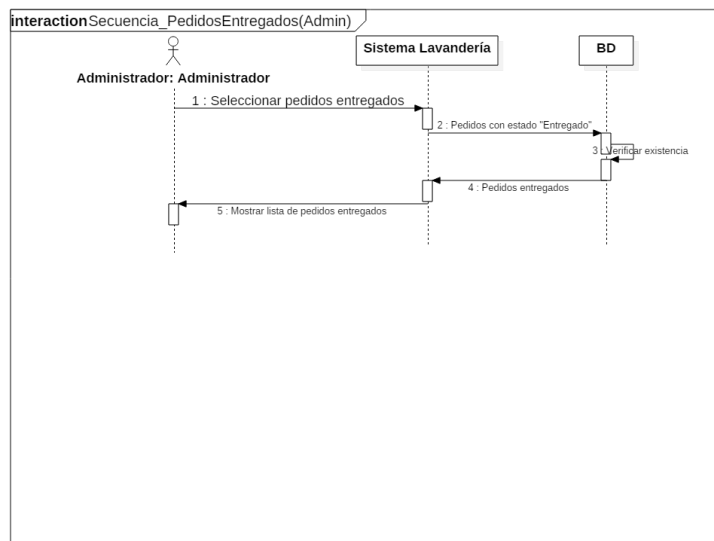 interactionSecuencia_PedidosEntregados(Admin)
Sistema Lavandería
BD
Administrador: Administrador
1 : Seleccionar pedidos entregados
2 : Pedidos con estado "Entregado"
3 : Verificar existencia
4 : Pedidos entregados
5 : Mostrar lista de pedidos entregados